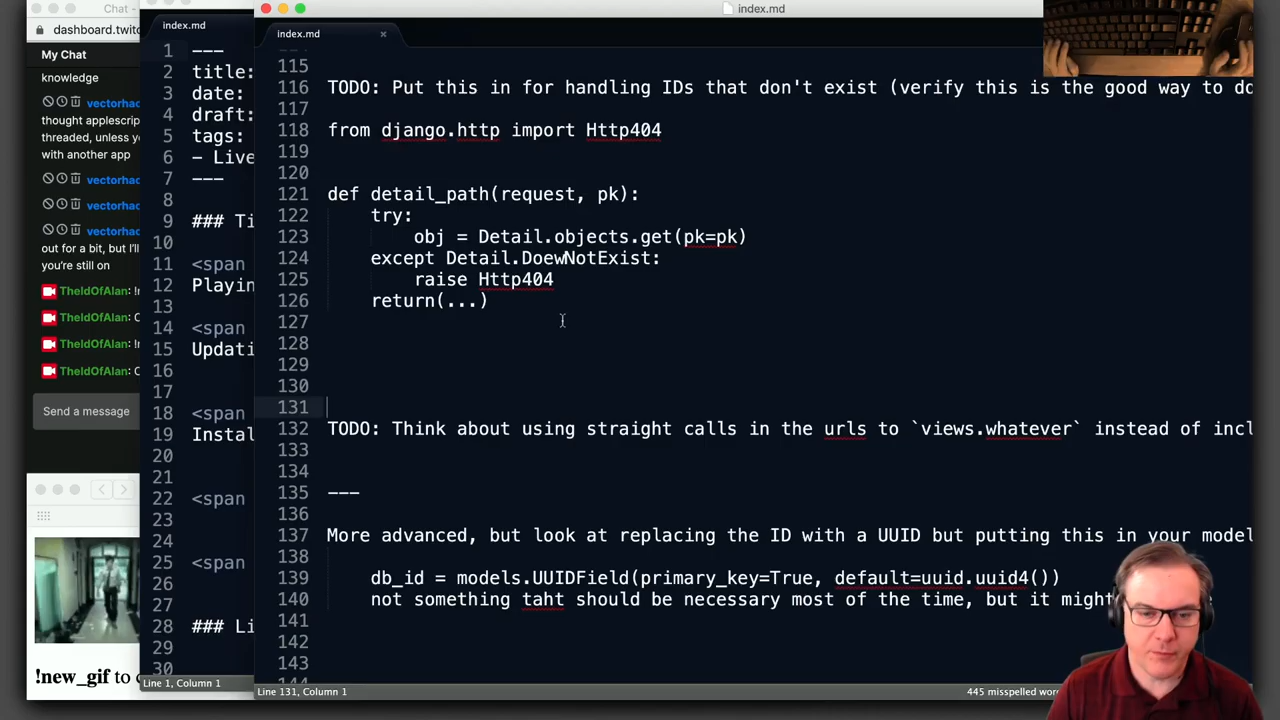 Chat -
dashboard.twitc
My Chat
knowledge
vectorhac
thought applescrip
threaded, unless y
with another app
vectorhac
vectorhac
vectorhac
out for a bit, but I'll
you're still on
TheIdOfAlan: !n
TheIdOfAlan: C
TheIdOfAlan: !n
TheIdOfAlan: C
Send a message
!new_gif to c
index.md
1 ---
2 title:
3 date:
4 draft:
5 tags:
6 - Live
7 ---
8
9 ### Ti
10
11 <span
12 Playin
13
14 <span
15 Updati
16
17
18 <span
19 Instal
20
21
22 <span
23
24
25 <span
26
27
28 ### Li
29
30
Line 1, Column 1
index.md
index.md
115
116 TODO: Put this in for handling IDs that don't exist (verify this is the good way to do
117
118 from django.http import Http404
119
120
121 def detail_path(request, pk):
122 try:
123 obj = Detail.objects.get(pk=pk)
124 except Detail.DoewNotExist:
125 raise Http404
126 return(...)
127
128
129
130
131
132 TODO: Think about using straight calls in the urls to `views.whatever` instead of incl
133
134
135 ---
136
137 More advanced, but look at replacing the ID with a UUID but putting this in your model
138
139 db_id = models.UUIDField(primary_key=True, default=uuid.uuid4())
140 not something taht should be necessary most of the time, but it might
141
142
143
Line 131, Column 1
445 misspelled word